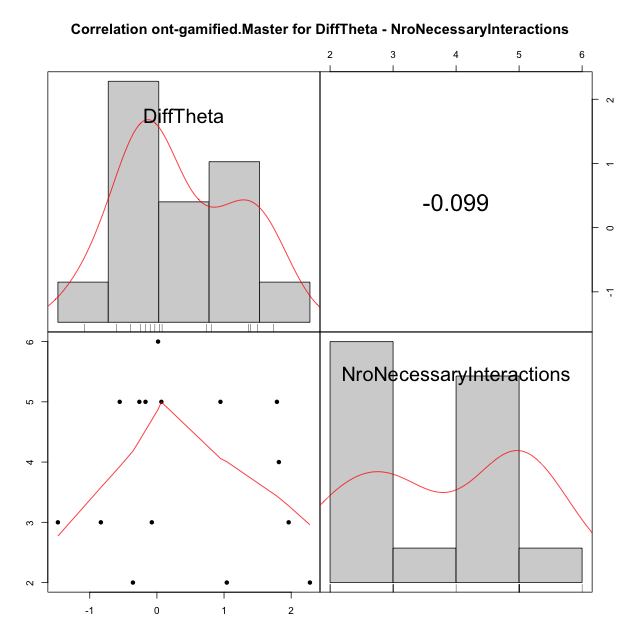 Correlation ont-gamified.Master for DiffTheta - NroNecessaryInteractions
2 3 4 5 6
DiffTheta
-0.099
2
1
0
-1
6
5
4
3
2
NroNecessaryInteractions
-1 0 1 2